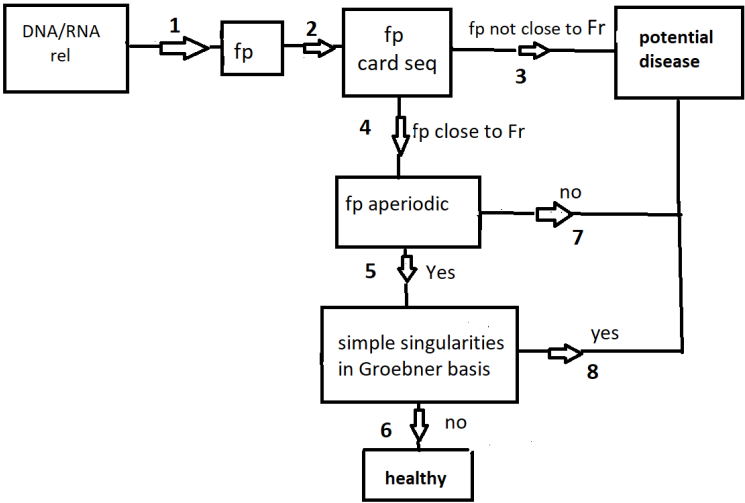 DNA/RNA
rel
1
fp
2
fp
card seq
fp not close to Fr
3
potential
disease
4
fp close to Fr
fp aperiodic
no
7
5
Yes
simple singularities
in Groebner basis
yes
8
6
no
healthy